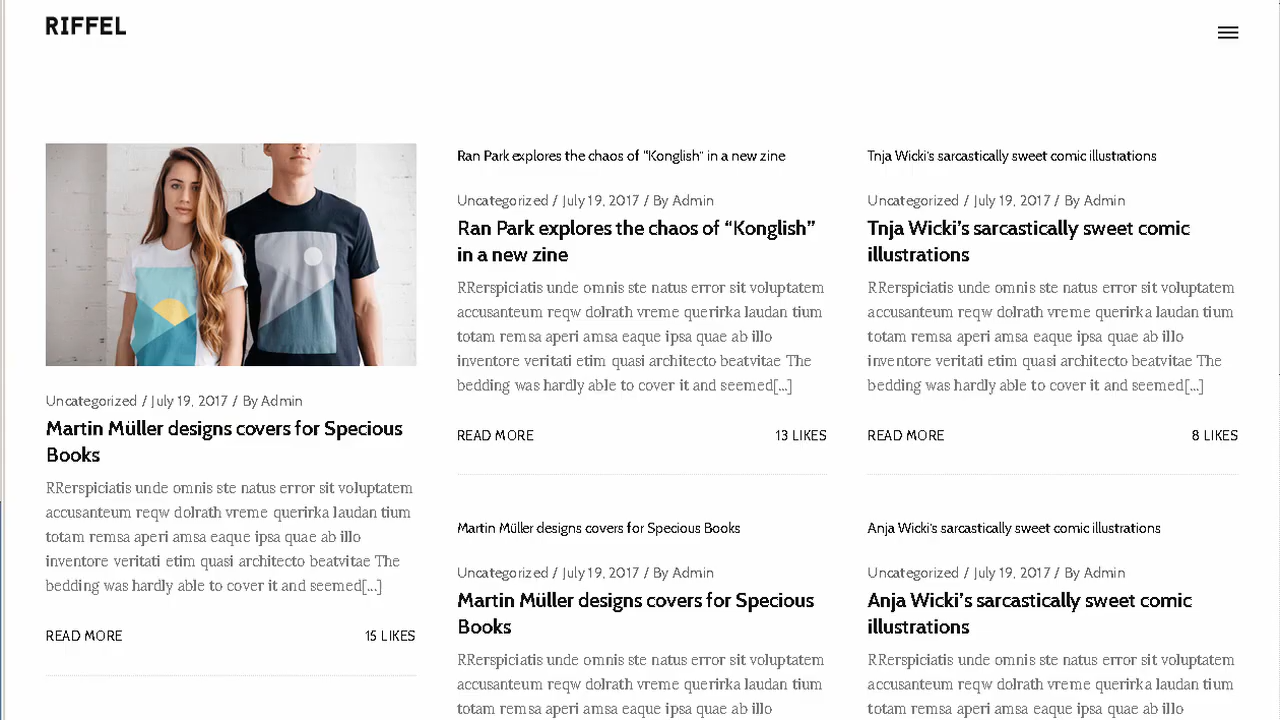 RIFFEL
Uncategorized / July 19, 2017 / By Admin
Martin Müller designs covers for Specious
Books
RRerspiciatis unde omnis ste natus error sit voluptatem
accusanteum reqw dolrath vreme querirka laudan tium
totam remsa aperi amsa eaque ipsa quae ab illo
inventore veritati etim quasi architecto beatvitae The
bedding was hardly able to cover it and seemed[...]
READ MORE 15 LIKES
Ran Park explores the chaos of "Konglish" in a new zine
Uncategorized / July 19, 2017 / By Admin
Ran Park explores the chaos of “Konglish”
in a new zine
RRerspiciatis unde omnis ste natus error sit voluptatem
accusanteum reqw dolrath vreme querirka laudan tium
totam remsa aperi amsa eaque ipsa quae ab illo
inventore veritati etim quasi architecto beatvitae The
bedding was hardly able to cover it and seemed[...]
READ MORE 13 LIKES
Martin Müller designs covers for Specious Books
Uncategorized / July 19, 2017 / By Admin
Martin Müller designs covers for Specious
Books
RRerspiciatis unde omnis ste natus error sit voluptatem
accusanteum reqw dolrath vreme querirka laudan tium
totam remsa aperi amsa eaque ipsa quae ab illo
Tnja Wicki's sarcastically sweet comic illustrations
Uncategorized / July 19, 2017 / By Admin
Tnja Wicki’s sarcastically sweet comic
illustrations
RRerspiciatis unde omnis ste natus error sit voluptatem
accusanteum reqw dolrath vreme querirka laudan tium
totam remsa aperi amsa eaque ipsa quae ab illo
inventore veritati etim quasi architecto beatvitae The
bedding was hardly able to cover it and seemed[...]
READ MORE 8 LIKES
Anja Wicki's sarcastically sweet comic illustrations
Uncategorized / July 19, 2017 / By Admin
Anja Wicki’s sarcastically sweet comic
illustrations
RRerspiciatis unde omnis ste natus error sit voluptatem
accusanteum reqw dolrath vreme querirka laudan tium
totam remsa aperi amsa eaque ipsa quae ab illo